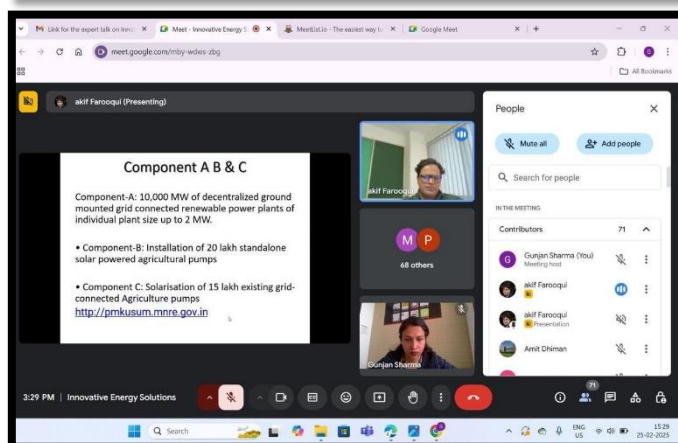 Link for the expert talk on Inno
Meet - Innovative Energy S
MeetList.io - The easiest way to
Google Meet
meet.google.com/mby-wdws-zbg
All Bookmarks
akif Farooqui (Presenting)
Component A B & C
Component-A: 10,000 MW of decentralized ground
mounted grid connected renewable power plants of
individual plant size up to 2 MW.
• Component-B: Installation of 20 lakh standalone
solar powered agricultural pumps
• Component C: Solarisation of 15 lakh existing grid-
connected Agriculture pumps
http://pmkusum.mnre.gov.in
akif Farooqui
M P
68 others
Gunjan Sharma
People
Mute all
Add people
Search for people
IN THE MEETING
Contributors 71
G
Gunjan Sharma (You)
Meeting host
akif Farooqui
akif Farooqui
Presentation
Amit Dhiman
3:29 PM | Innovative Energy Solutions
71
Search
ENG
US
15:29
25-02-2025